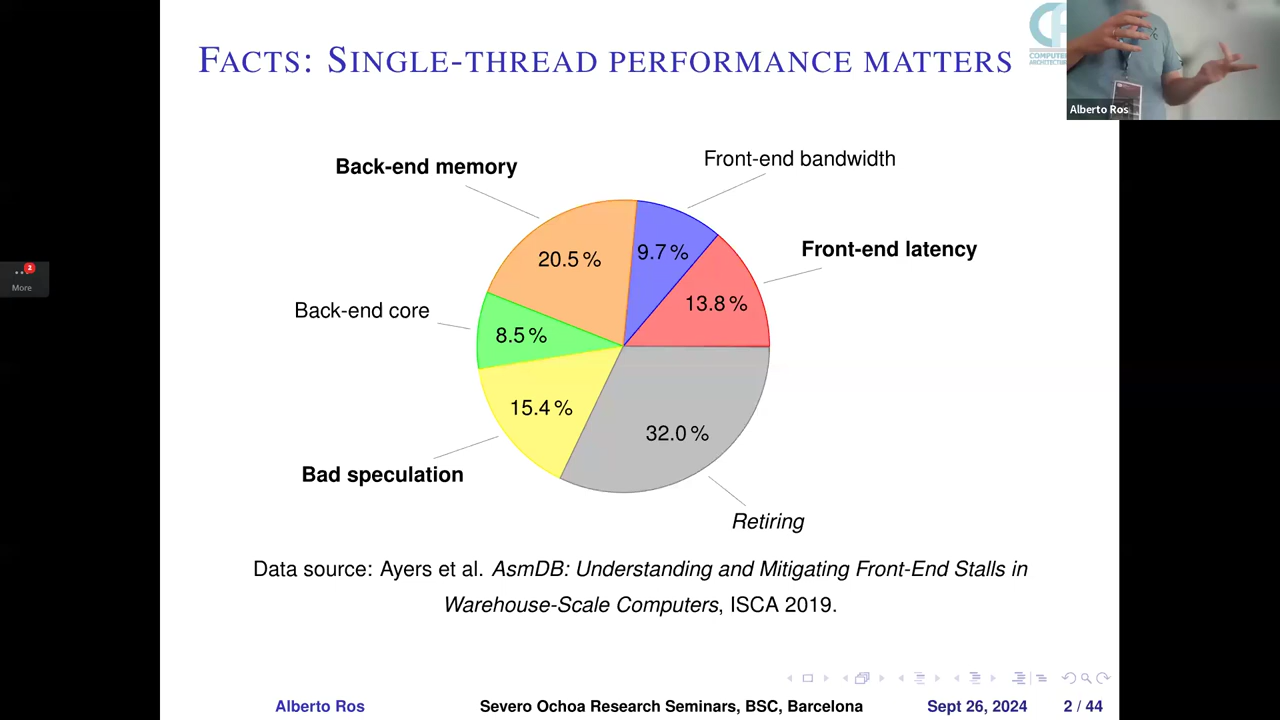 FACTS: SINGLE-THREAD PERFORMANCE MATTERS
COMPUTE
ARCHITECTUR
Alberto Ros
Back-end memory
Front-end bandwidth
20.5 %
9.7 %
Front-end latency
13.8 %
Back-end core
8.5 %
15.4 %
32.0 %
Bad speculation
Retiring
2
More
Data source: Ayers et al. AsmDB: Understanding and Mitigating Front-End Stalls in
Warehouse-Scale Computers, ISCA 2019.
Alberto Ros Severo Ochoa Research Seminars, BSC, Barcelona Sept 26, 2024 2 / 44